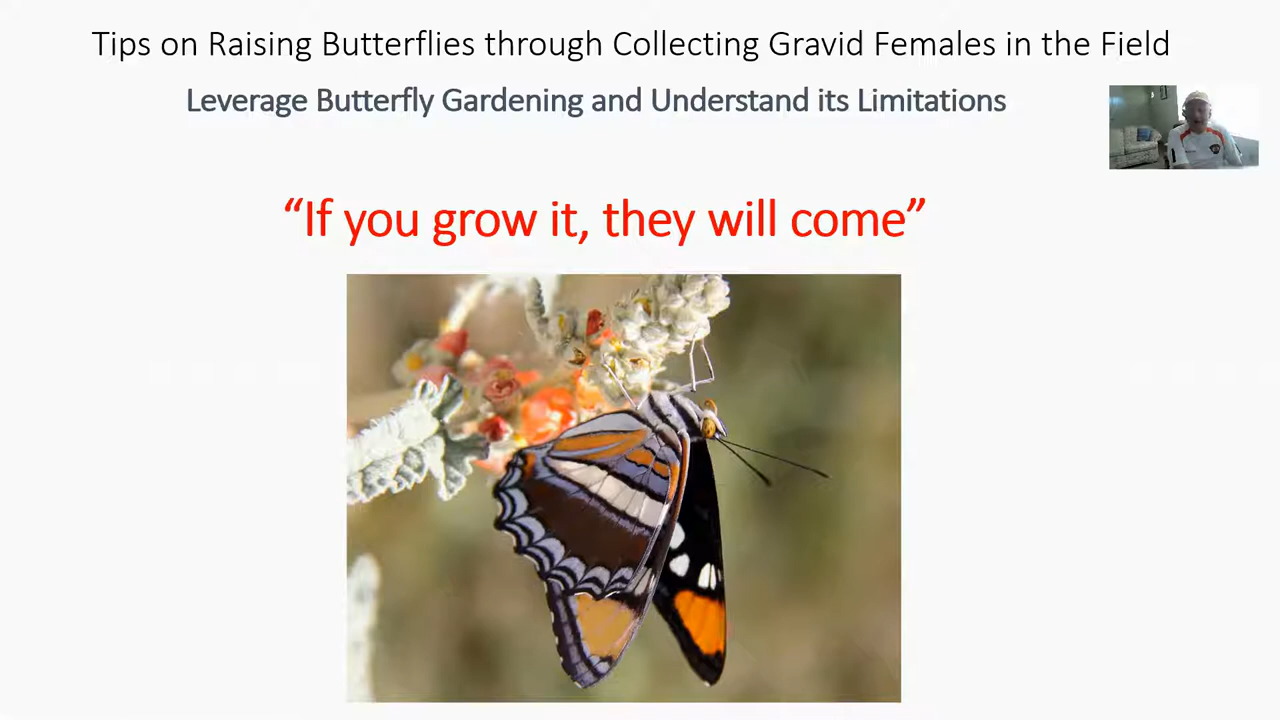 Tips on Raising Butterflies through Collecting Gravid Females in the Field
Leverage Butterfly Gardening and Understand its Limitations
“If you grow it, they will come”